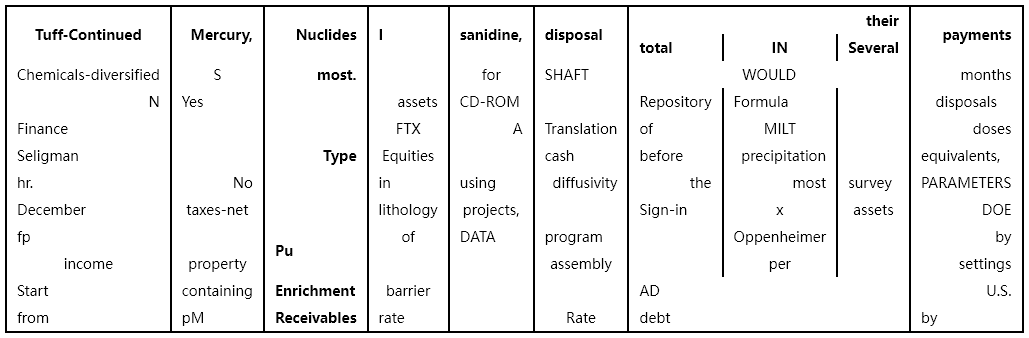 their
Tuff-Continued Mercury, Nuclides I sanidine, disposal total IN Several payments
Chemicals-diversified S most. for SHAFT WOULD months
N Yes assets CD-ROM Repository Formula disposals
Finance FTX A Translation of MILT doses
Seligman Type Equities cash before precipitation equivalents,
hr. No in using diffusivity the most survey PARAMETERS
December taxes-net lithology projects, Sign-in x assets DOE
fp of DATA program Oppenheimer by
Pu
income property assembly per settings
Start containing Enrichment barrier AD U.S.
from pM Receivables rate Rate debt by